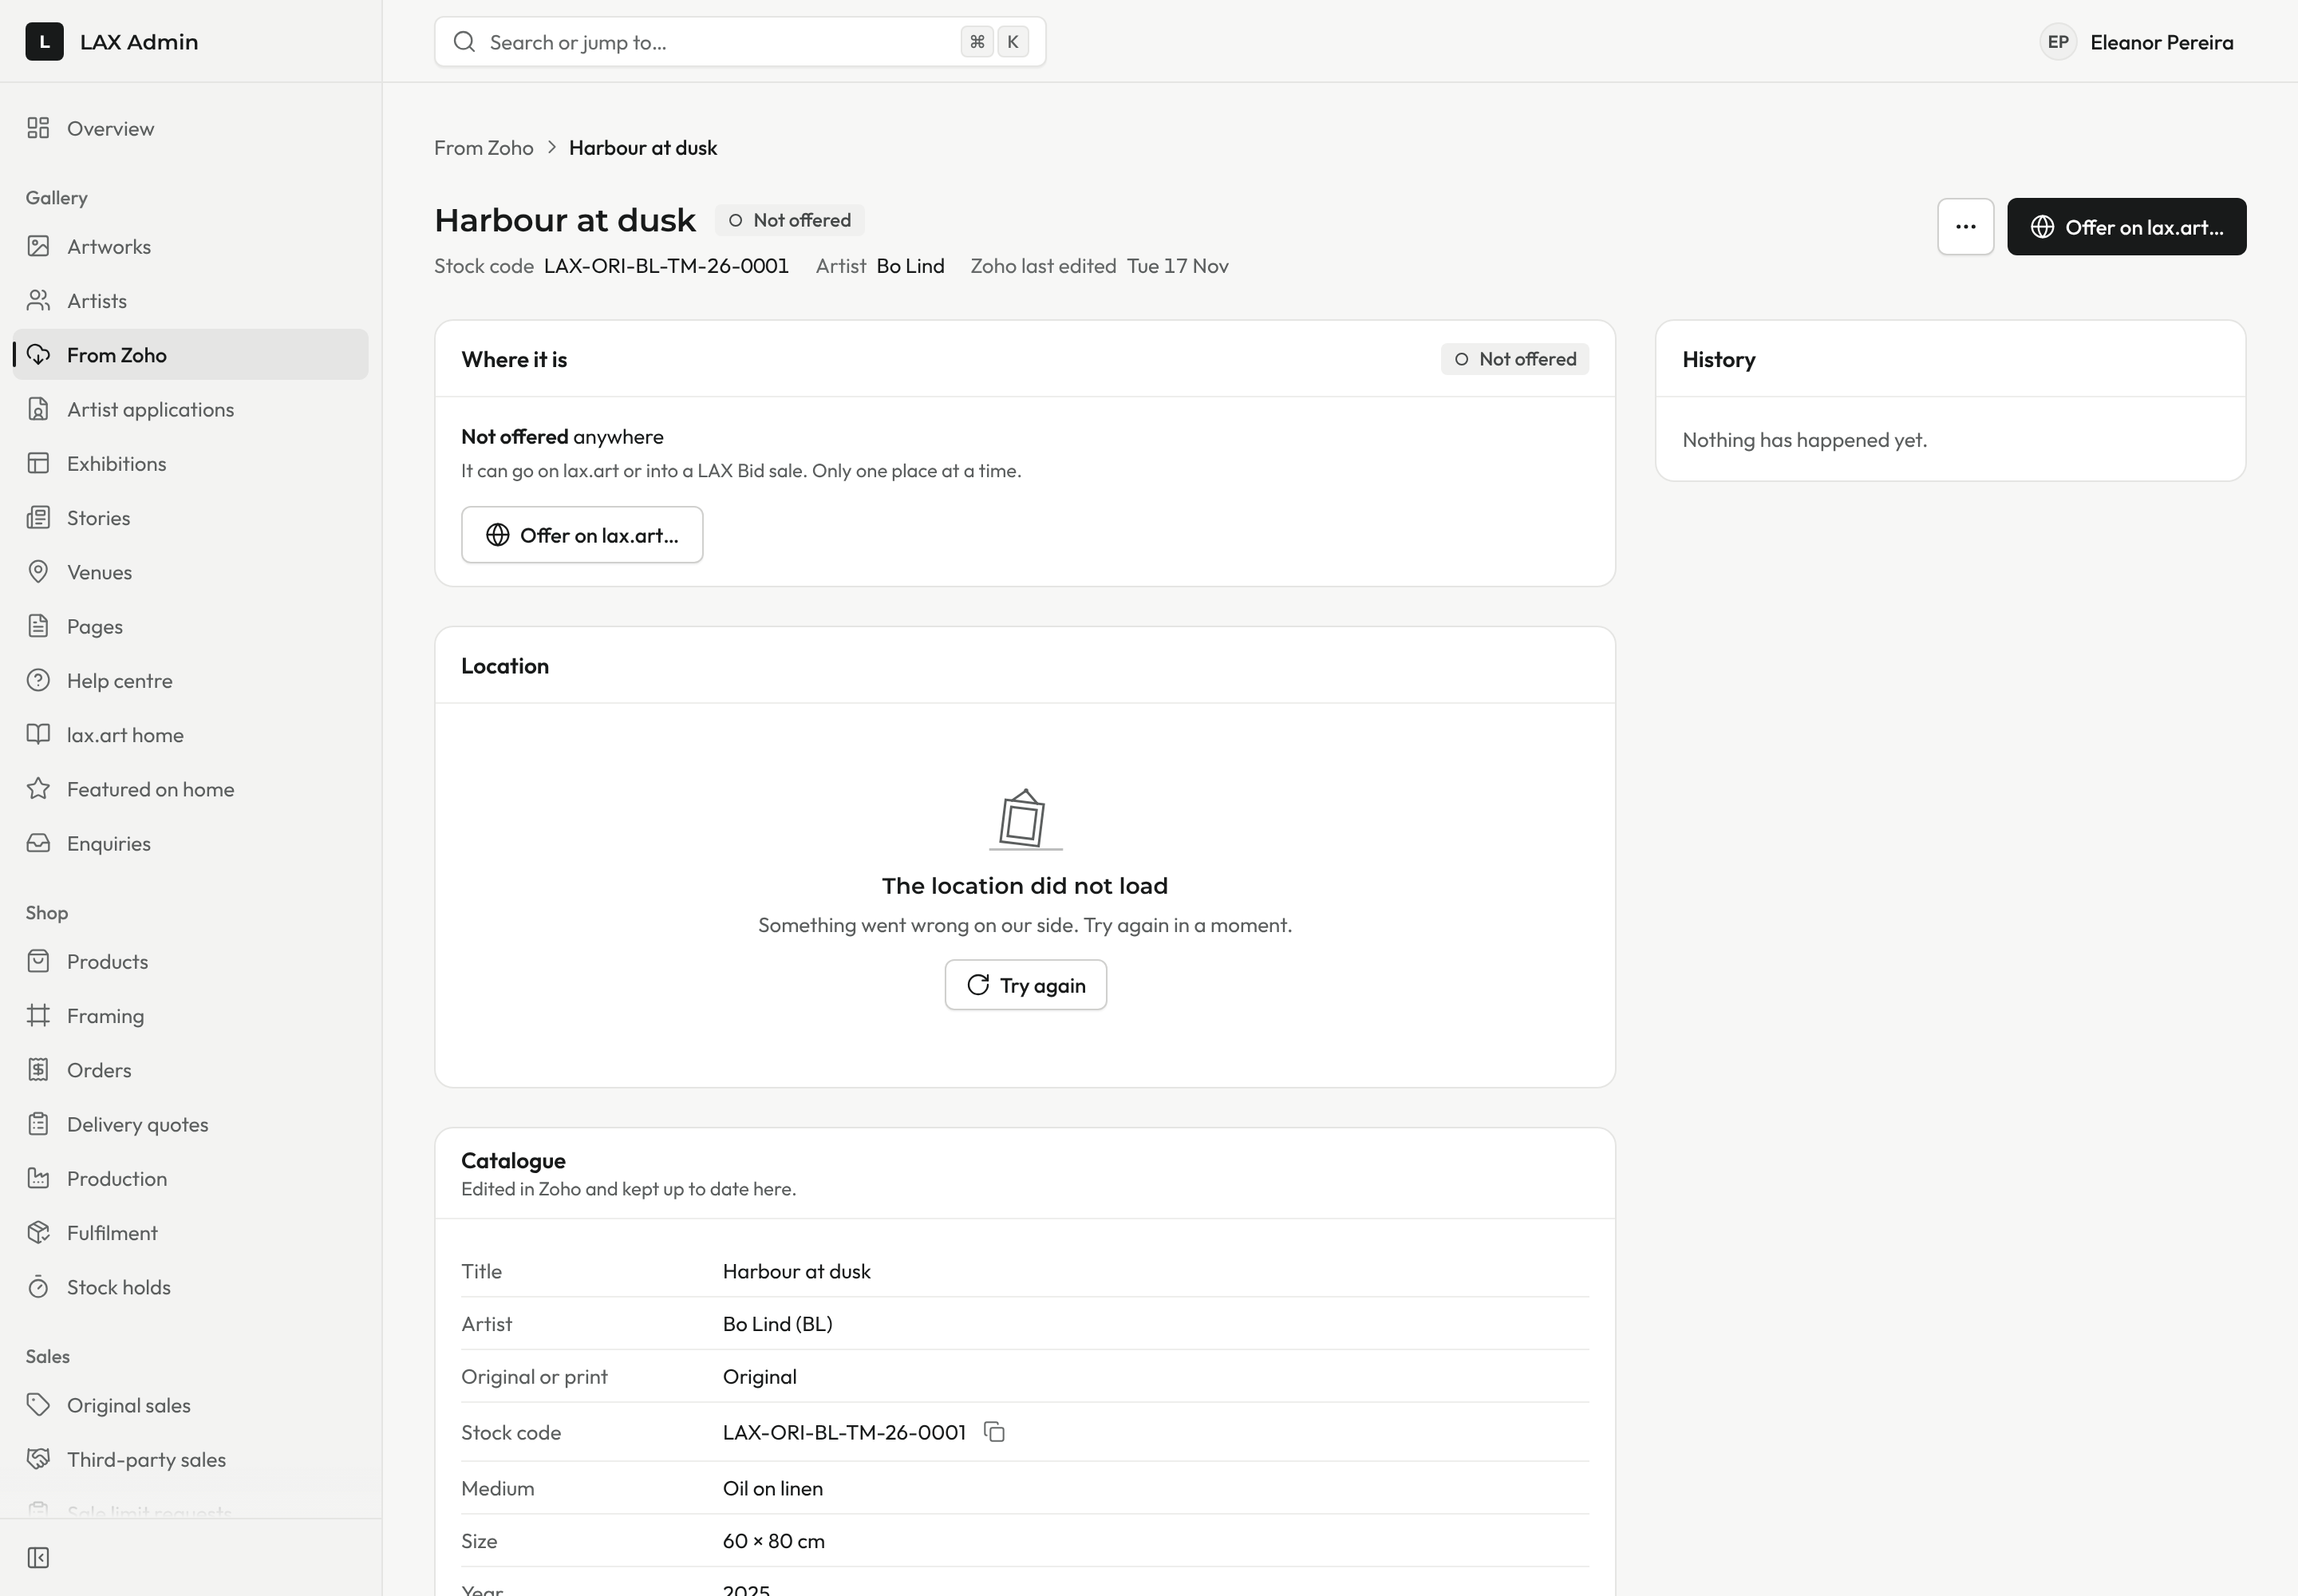 L LAX Admin
Search or jump to...
⌘ K
EP Eleanor Pereira
Overview
Gallery
Artworks
Artists
From Zoho
Artist applications
Exhibitions
Stories
Venues
Pages
Help centre
lax.art home
Featured on home
Enquiries
Shop
Products
Framing
Orders
Delivery quotes
Production
Fulfilment
Stock holds
Sales
Original sales
Third-party sales
Sale limit requests
From Zoho > Harbour at dusk
Harbour at dusk Not offered
Stock code LAX-ORI-BL-TM-26-0001 Artist Bo Lind Zoho last edited Tue 17 Nov
Offer on lax.art...
Where it is Not offered
Not offered anywhere
It can go on lax.art or into a LAX Bid sale. Only one place at a time.
Offer on lax.art...
Location
The location did not load
Something went wrong on our side. Try again in a moment.
Try again
Catalogue
Edited in Zoho and kept up to date here.
Title Harbour at dusk
Artist Bo Lind (BL)
Original or print Original
Stock code LAX-ORI-BL-TM-26-0001
Medium Oil on linen
Size 60 × 80 cm
Year 2025
History
Nothing has happened yet.